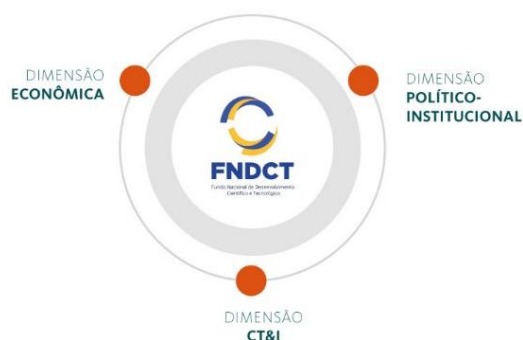 DIMENSÃO
ECONÔMICA
DIMENSÃO
POLÍTICO-
INSTITUCIONAL
FNDCT
Fundo Nacional de Desenvolvimento
Científico e Tecnológico
DIMENSÃO
CT&I